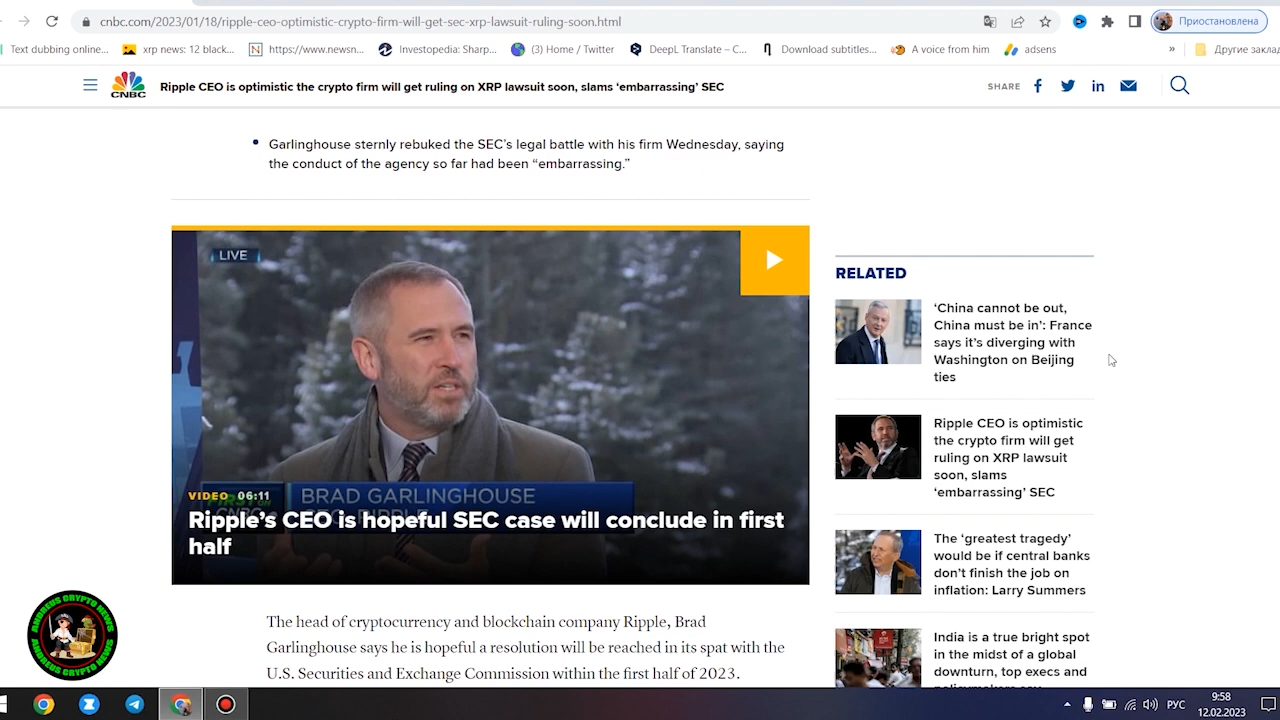 cnbc.com/2023/01/18/ripple-ceo-optimistic-crypto-firm-will-get-sec-xrp-lawsuit-ruling-soon.html
Приостановлена
Text dubbing online...
xrp news: 12 black...
https://www.newsn...
Investopedia: Sharp...
(3) Home / Twitter
DeepL Translate – C...
Download subtitles...
A voice from him
adsens
»
Другие закла
CNBC
Ripple CEO is optimistic the crypto firm will get ruling on XRP lawsuit soon, slams ‘embarrassing’ SEC
SHARE
Garlinghouse sternly rebuked the SEC’s legal battle with his firm Wednesday, saying
the conduct of the agency so far had been “embarrassing.”
LIVE
BRAD GARLINGHOUSE
VIDEO 06:11
Ripple’s CEO is hopeful SEC case will conclude in first
half
The head of cryptocurrency and blockchain company Ripple, Brad
Garlinghouse says he is hopeful a resolution will be reached in its spat with the
U.S. Securities and Exchange Commission within the first half of 2023.
RELATED
‘China cannot be out,
China must be in’: France
says it’s diverging with
Washington on Beijing
ties
Ripple CEO is optimistic
the crypto firm will get
ruling on XRP lawsuit
soon, slams
‘embarrassing’ SEC
The ‘greatest tragedy’
would be if central banks
don’t finish the job on
inflation: Larry Summers
India is a true bright spot
in the midst of a global
downturn, top execs and
ANDREUS CRYPTO NEWS
ANDREUS CRYPTO NEWS
РУС
9:58
12.02.2023